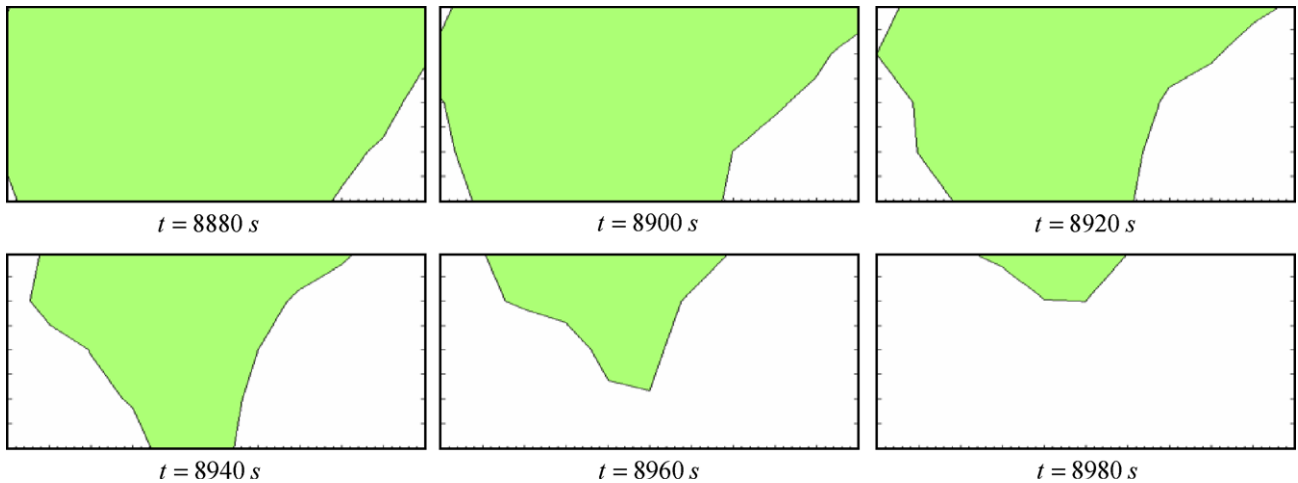 t = 8880 s
t = 8900 s
t = 8920 s
t = 8940 s
t = 8960 s
t = 8980 s